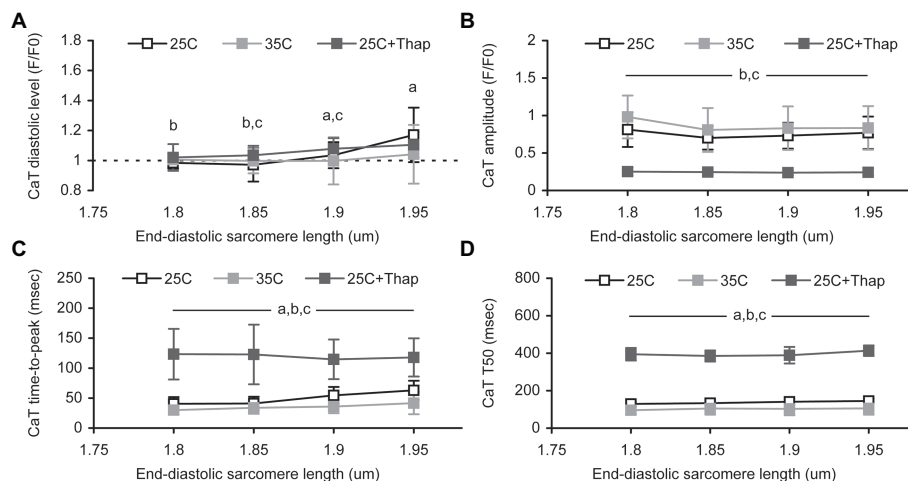 A
25C 35C 25C+Thap
CaT diastolic level (F/F0)
1.8
1.6
1.4
1.2
1
0.8
b
b,c
a,c
a
1.75 1.8 1.85 1.9 1.95
End-diastolic sarcomere length (um)
B
25C 35C 25C+Thap
CaT amplitude (F/F0)
2
1.5
1
0.5
0
b,c
1.75 1.8 1.85 1.9 1.95
End-diastolic sarcomere length (um)
C
25C 35C 25C+Thap
CaT time-to-peak (msec)
250
200
150
100
50
0
a,b,c
1.75 1.8 1.85 1.9 1.95
End-diastolic sarcomere length (um)
D
25C 35C 25C+Thap
CaT T50 (msec)
800
600
400
200
0
a,b,c
1.75 1.8 1.85 1.9 1.95
End-diastolic sarcomere length (um)